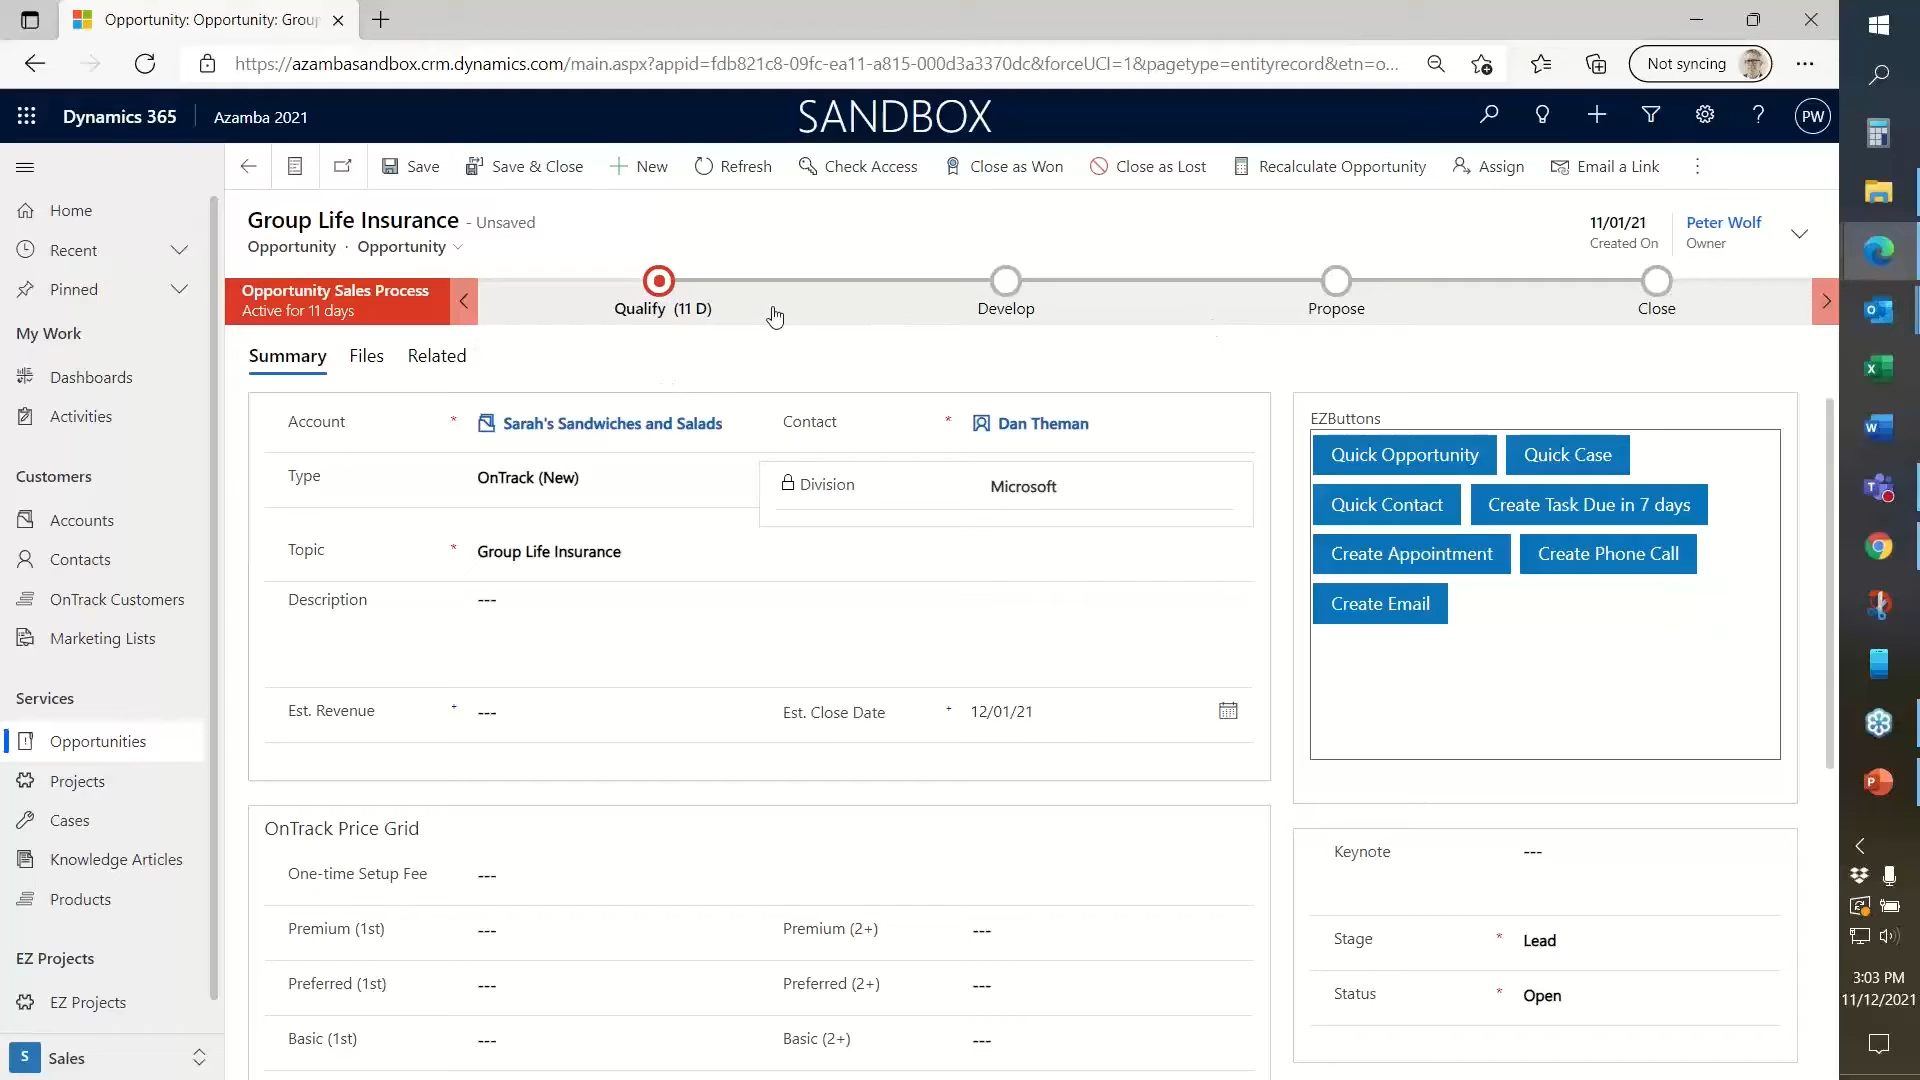 Opportunity: Opportunity: Group
https://azambasandbox.crm.dynamics.com/main.aspx?appid=fdb821c8-09fc-ea11-a815-000d3a3370dc&forceUCI=1&pagetype=entityrecord&etn=o...
Not syncing
Dynamics 365
Azamba 2021
SANDBOX
PW
Save
Save & Close
New
Refresh
Check Access
Close as Won
Close as Lost
Recalculate Opportunity
Assign
Email a Link
Home
Recent
Pinned
My Work
Dashboards
Activities
Customers
Accounts
Contacts
OnTrack Customers
Marketing Lists
Services
Opportunities
Projects
Cases
Knowledge Articles
Products
EZ Projects
EZ Projects
S Sales
Group Life Insurance - Unsaved
Opportunity · Opportunity
11/01/21
Created On
Peter Wolf
Owner
Opportunity Sales Process
Active for 11 days
Qualify (11 D)
Develop
Propose
Close
Summary Files Related
Account * Sarah's Sandwiches and Salads
Contact * Dan Theman
Type OnTrack (New)
Division Microsoft
Topic * Group Life Insurance
Description ---
Est. Revenue + ---
Est. Close Date + 12/01/21
OnTrack Price Grid
One-time Setup Fee ---
Premium (1st) --- Premium (2+) ---
Preferred (1st) --- Preferred (2+) ---
Basic (1st) --- Basic (2+) ---
EZButtons
Quick Opportunity Quick Case
Quick Contact Create Task Due in 7 days
Create Appointment Create Phone Call
Create Email
Keynote ---
Stage * Lead
Status * Open
3:03 PM
11/12/2021